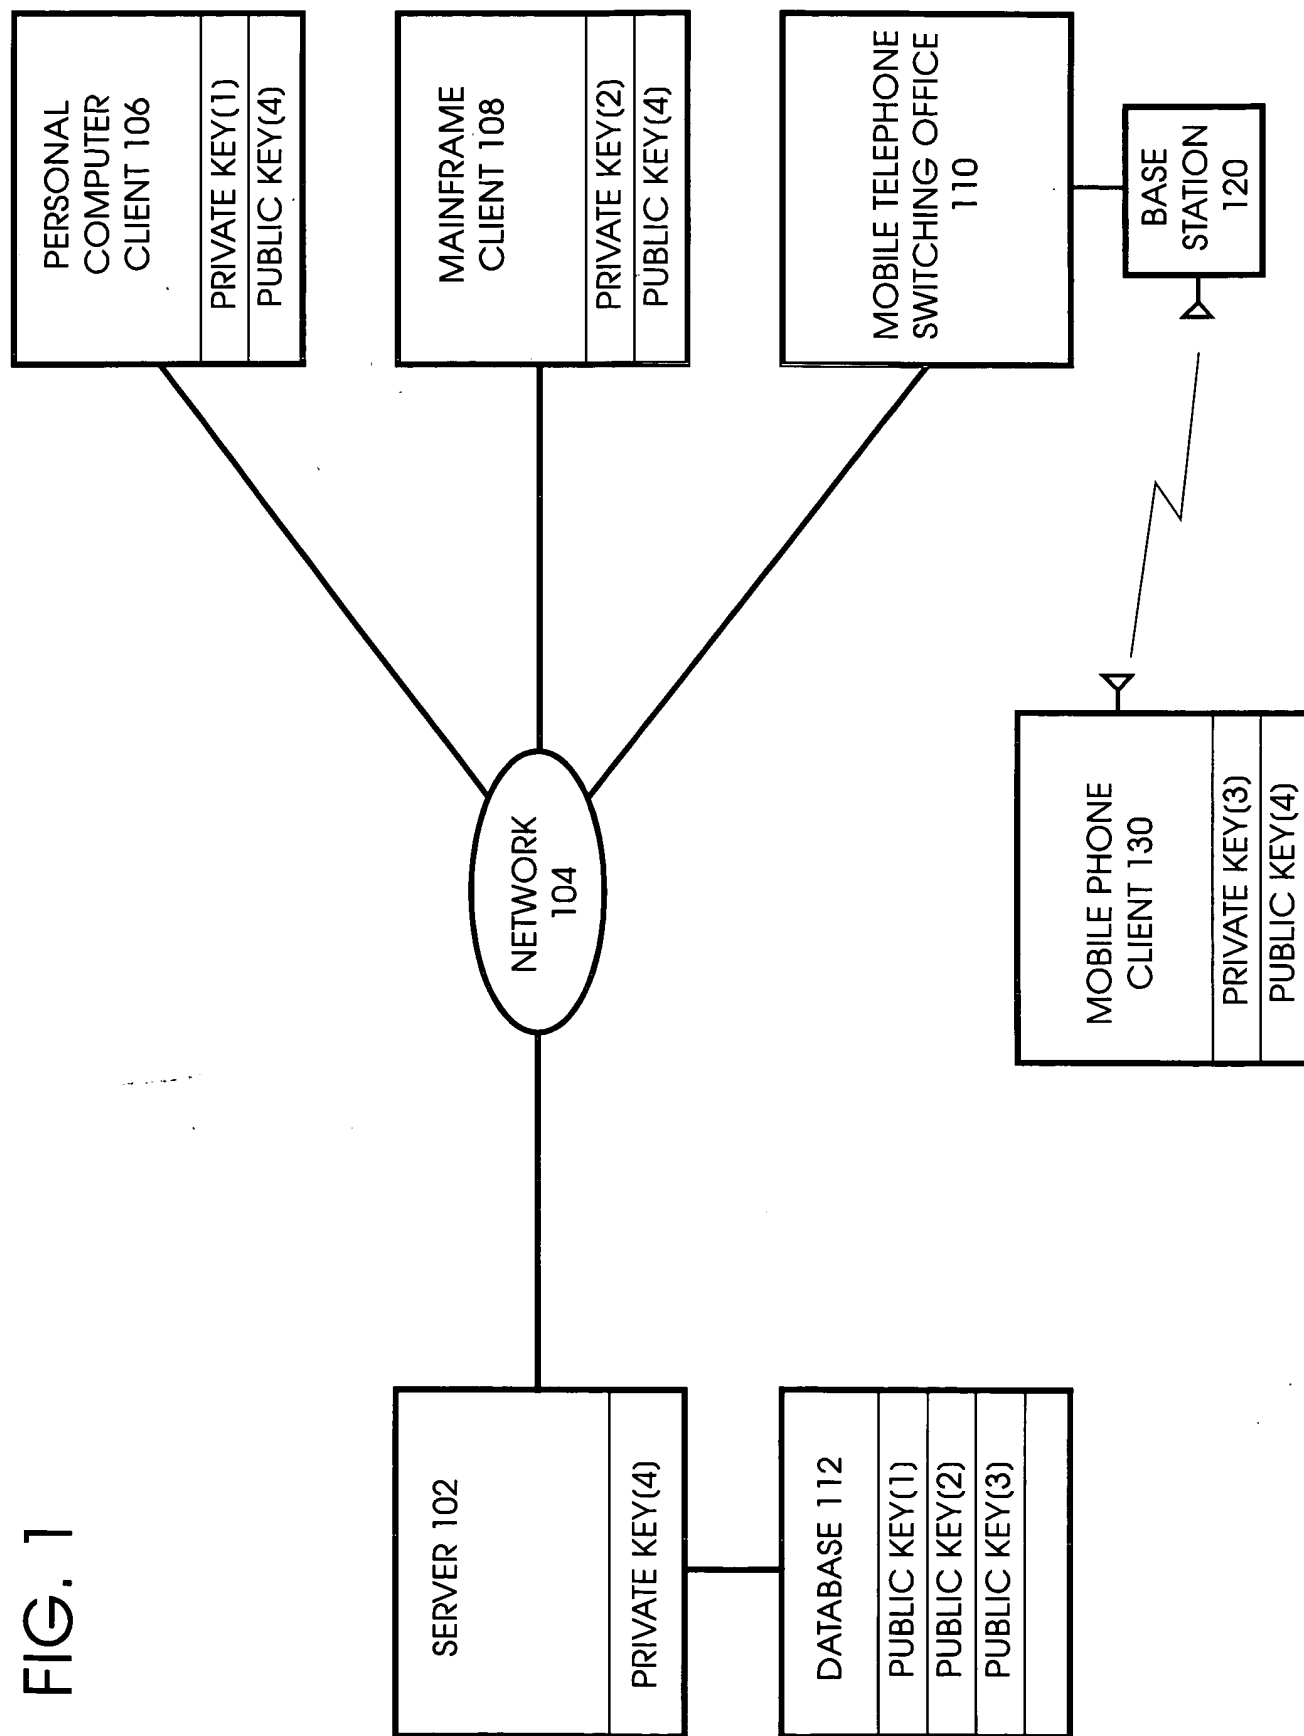 FIG. 1
SERVER 102
PRIVATE KEY(4)
DATABASE 112
PUBLIC KEY(1)
PUBLIC KEY(2)
PUBLIC KEY(3)
NETWORK
104
PERSONAL
COMPUTER
CLIENT 106
PRIVATE KEY(1)
PUBLIC KEY(4)
MAINFRAME
CLIENT 108
PRIVATE KEY(2)
PUBLIC KEY(4)
MOBILE TELEPHONE
SWITCHING OFFICE
110
BASE
STATION
120
MOBILE PHONE
CLIENT 130
PRIVATE KEY(3)
PUBLIC KEY(4)